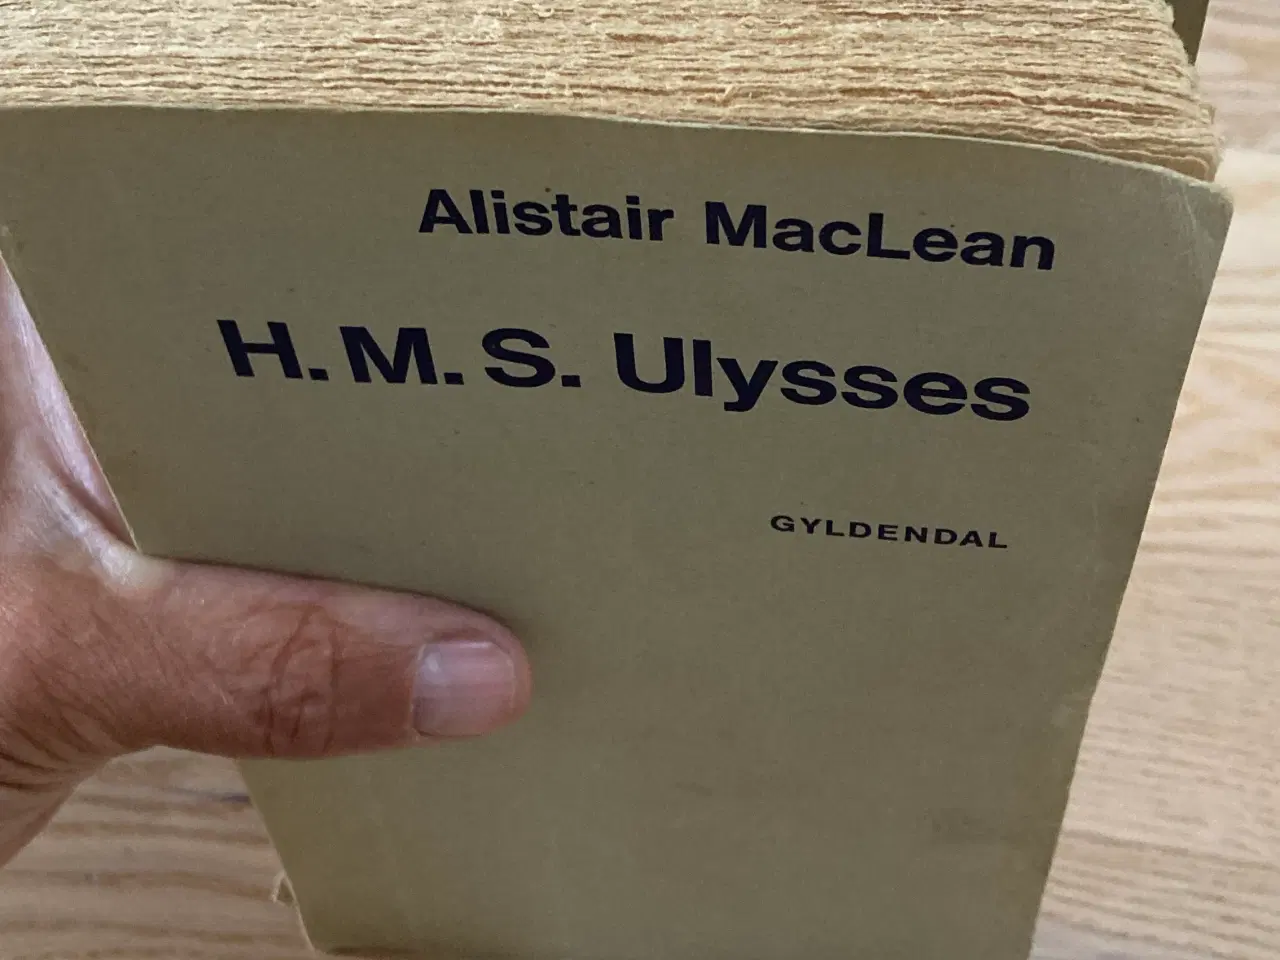 Alistair MacLean
H.M.S. Ulysses
GYLDENDAL